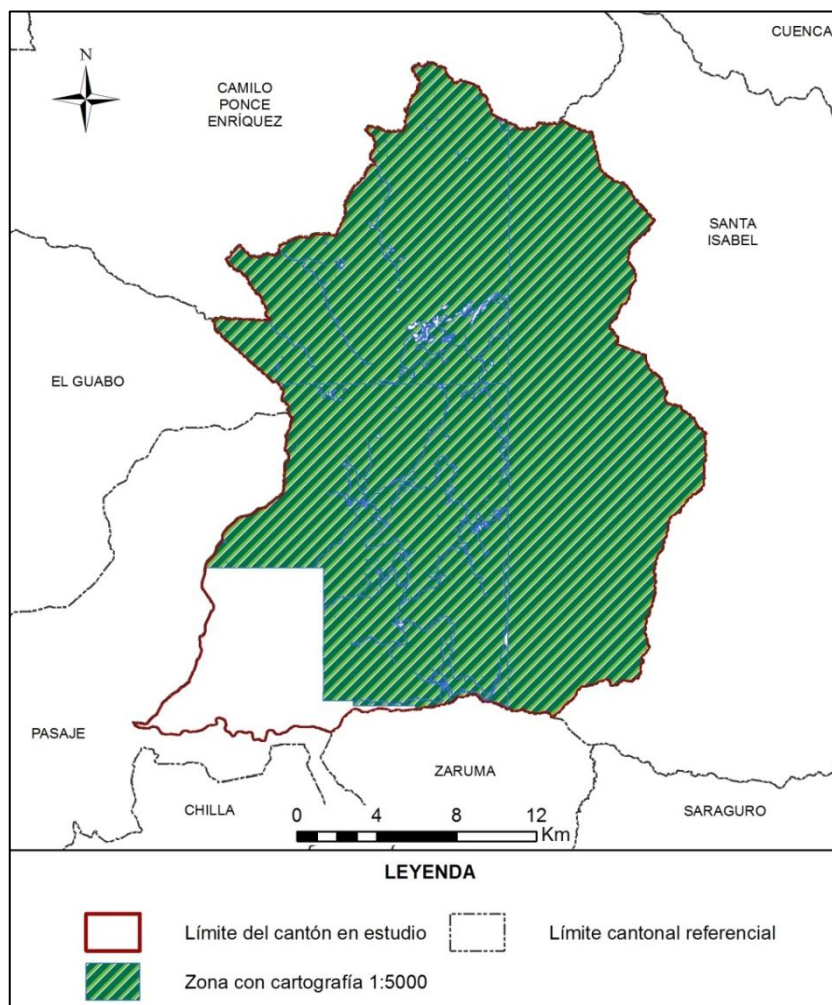 CUENCA
N
CAMILO
PONCE
ENRÍQUEZ
SANTA
ISABEL
EL GUABO
PASAJE
ZARUMA
CHILLA
SARAGURO
0 4 8 12
Km
LEYENDA
Límite del cantón en estudio
Límite cantonal referencial
Zona con cartografía 1:5000